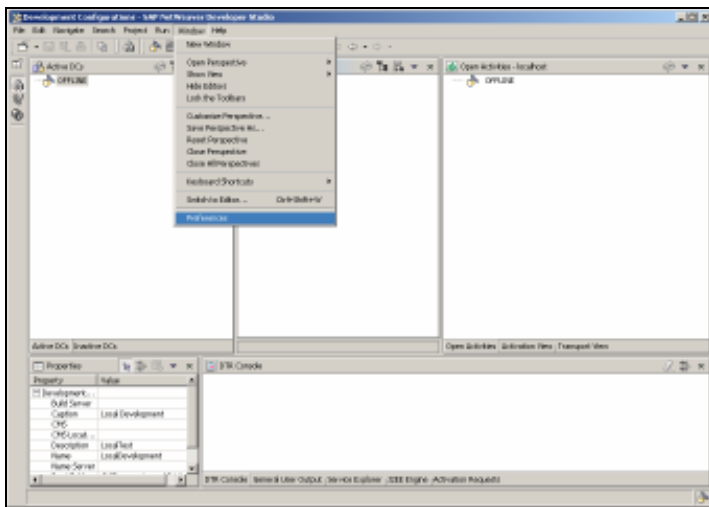 Development Configurations - SAP NetWeaver Developer Studio
File Edit Navigate Search Project Run Window Help
New Window
Open Perspective
Show View
Hide Editors
Lock the Toolbars
Customize Perspective...
Save Perspective As...
Reset Perspective
Close Perspective
Close All Perspectives
Keyboard Shortcuts
Switch to Editor... Ctrl+Shift+W
Preferences
Active DCs
OFFLINE
Open Activities - localhost
OFFLINE
Active DCs Inactive DCs
Open Activities Activation View Transport View
Properties
Property Value
Development...
Build Server
Caption Local Development
CMS
CMS Locat...
Description LocalText
Name LocalDevelopment
Name Server
DTR Console
DTR Console General User Output Service Explorer J2EE Engine Activation Requests